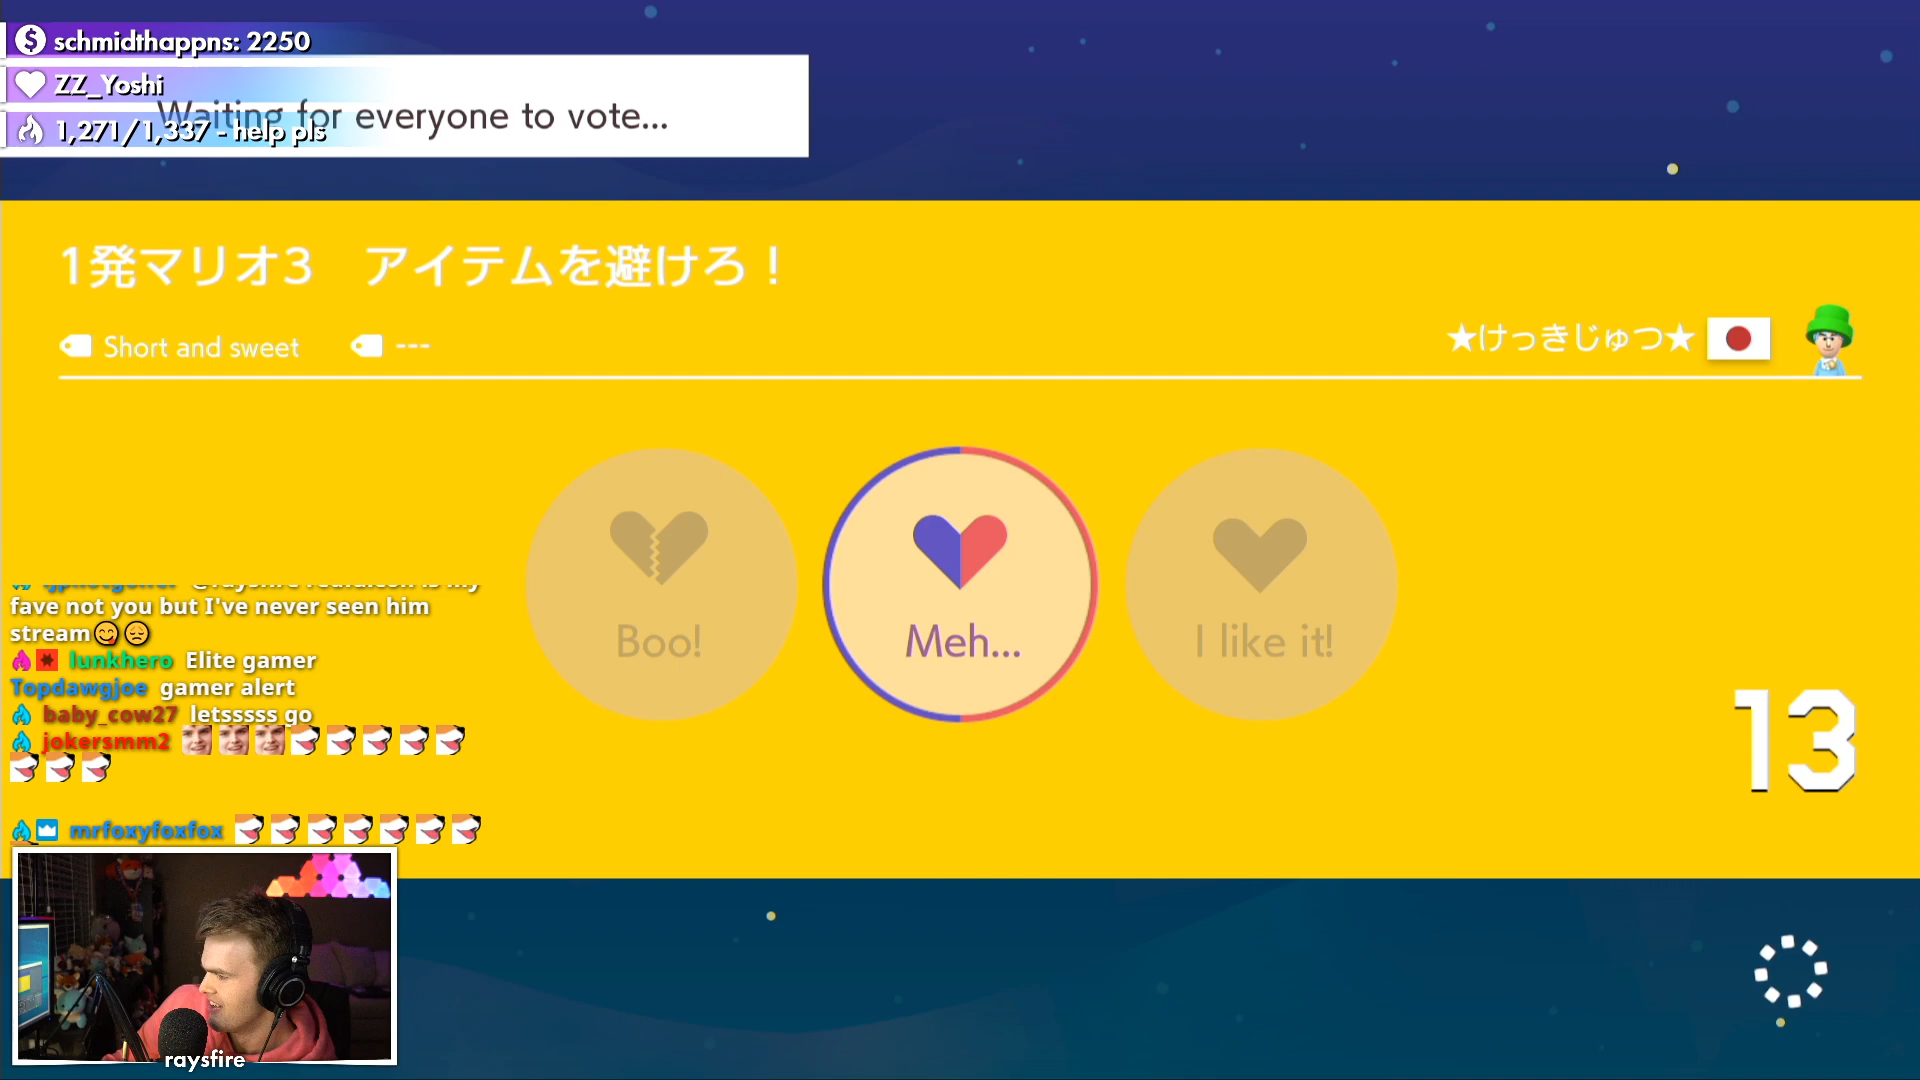 schmidthappns: 2250
ZZ_Yoshi
Waiting for everyone to vote...
1,271/1,337 - help pls
1発マリオ3　アイテムを避けろ！
Short and sweet
---
★けっきじゅつ★
Boo!
Meh...
I like it!
fave not you but I've never seen him
stream
lunkhero Elite gamer
Topdawgjoe gamer alert
baby_cow27 letsssss go
jokersmm2
mrfoxyfoxfox
13
raysfire